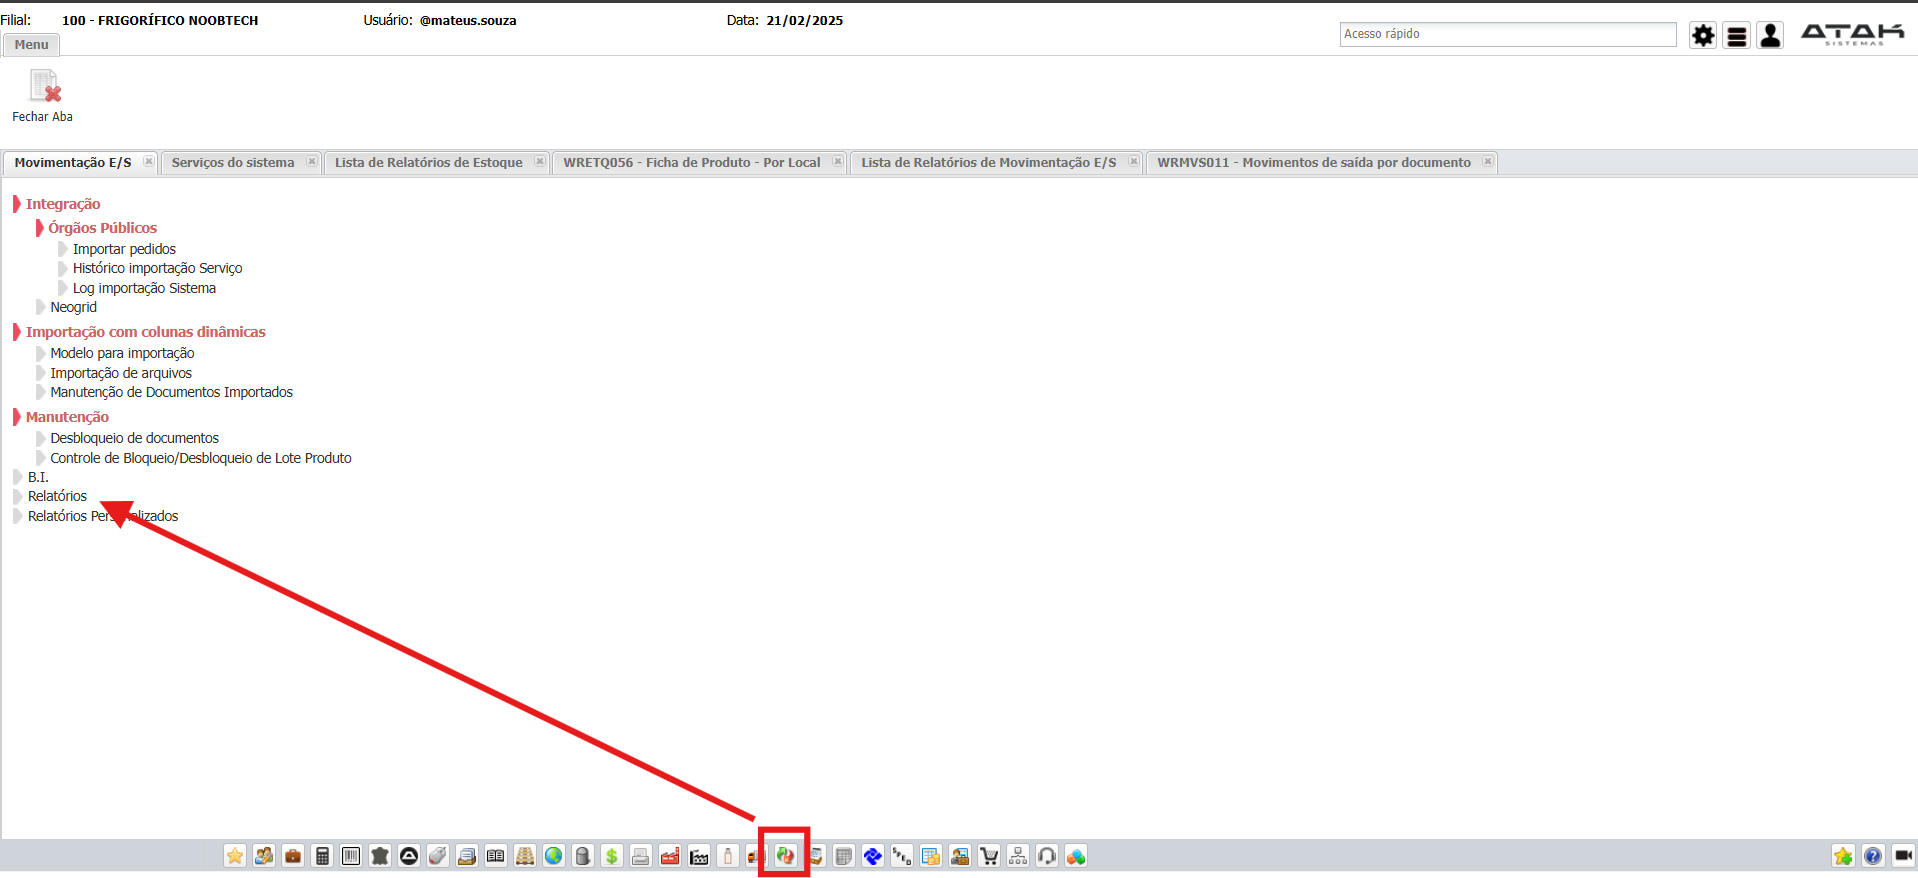 Filial: 100 - FRIGORÍFICO NOOBTECH Usuário: @mateus.souza Data: 21/02/2025
Acesso rápido
ATAK
SISTEMAS
Menu
Fechar Aba
Movimentação E/S Serviços do sistema Lista de Relatórios de Estoque WRETQ056 - Ficha de Produto - Por Local Lista de Relatórios de Movimentação E/S WRMVS011 - Movimentos de saída por documento
Integração
Órgãos Públicos
Importar pedidos
Histórico importação Serviço
Log importação Sistema
Neogrid
Importação com colunas dinâmicas
Modelo para importação
Importação de arquivos
Manutenção de Documentos Importados
Manutenção
Desbloqueio de documentos
Controle de Bloqueio/Desbloqueio de Lote Produto
B.I.
Relatórios
Relatórios Personalizados
SPED